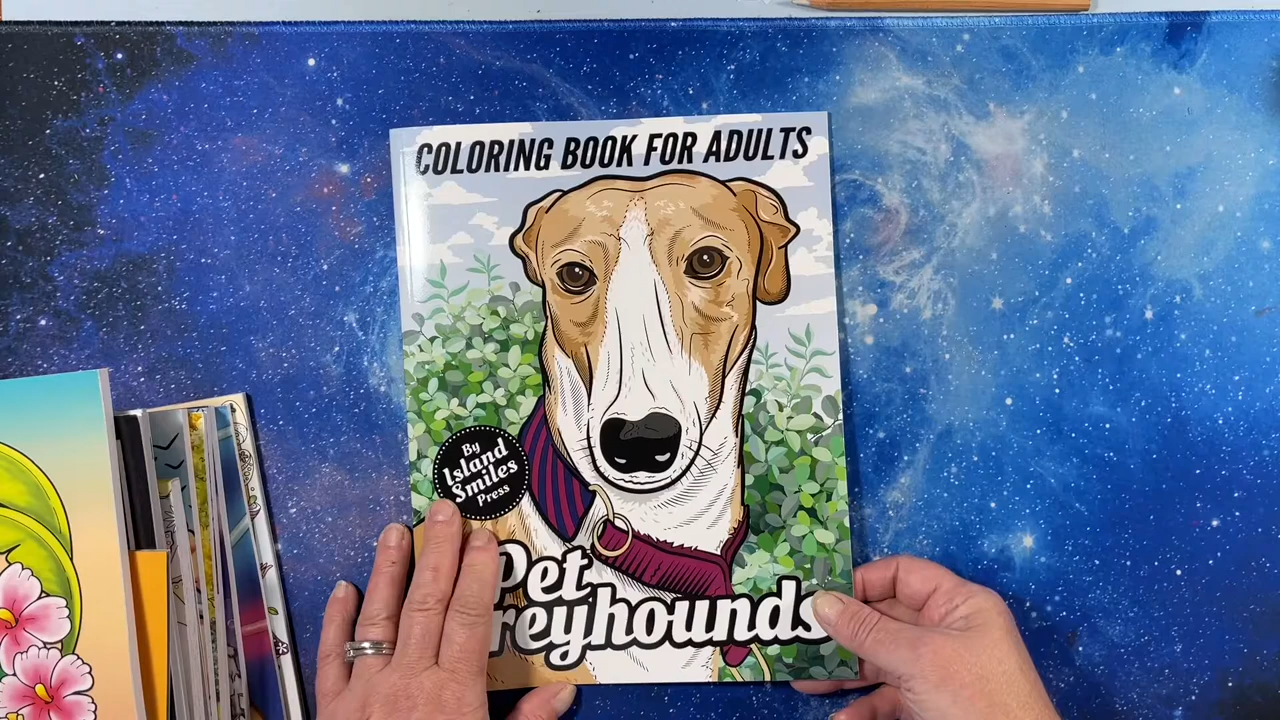 COLORING BOOK FOR ADULTS
By
Island
Smiles
Press
Pet
reyhounds